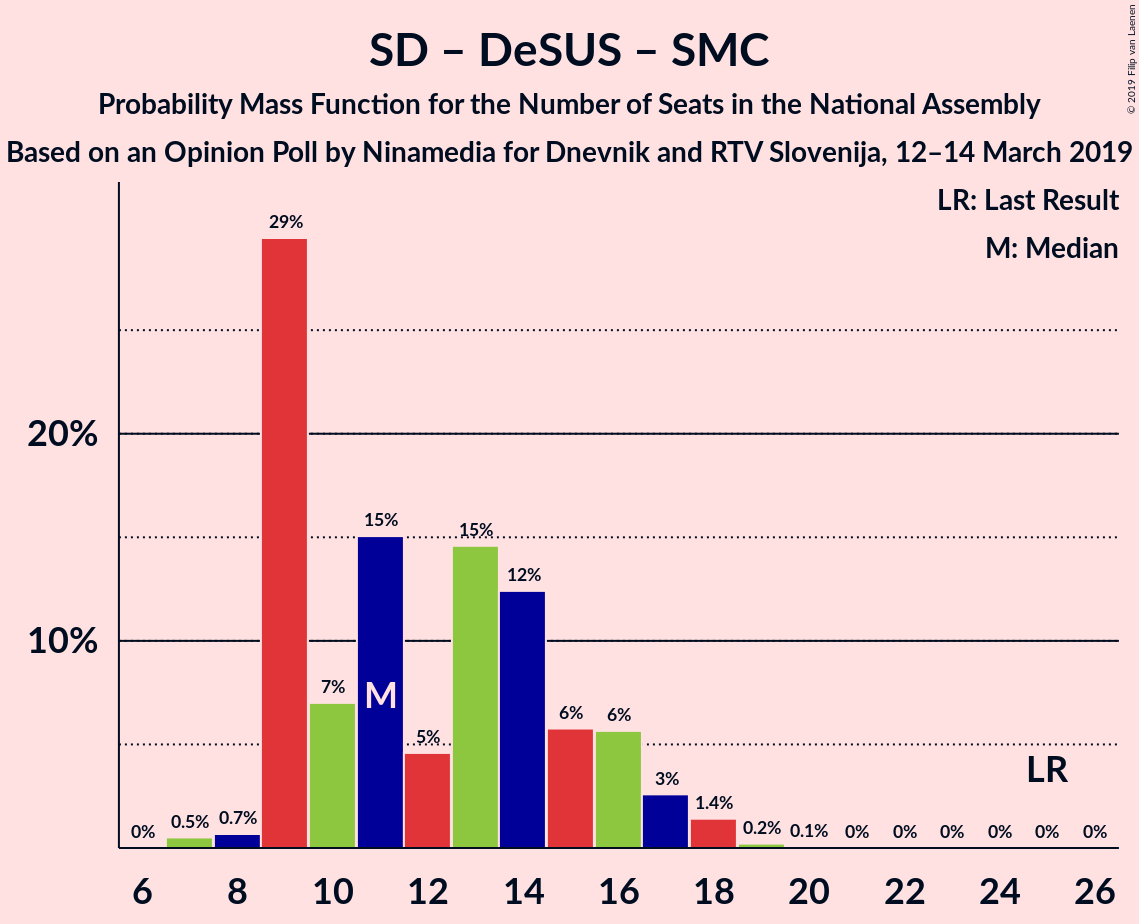 SD – DeSUS – SMC
Probability Mass Function for the Number of Seats in the National Assembly
Based on an Opinion Poll by Ninamedia for Dnevnik and RTV Slovenija, 12–14 March 2019
© 2019 Filip van Laenen
LR: Last Result
M: Median
20%
10%
0% 0.5% 0.7% 29% 7% 15% 5% 15% 12% 6% 6% 3% 1.4% 0.2% 0.1% 0% 0% 0% 0% 0% 0%
M
LR
6 8 10 12 14 16 18 20 22 24 26